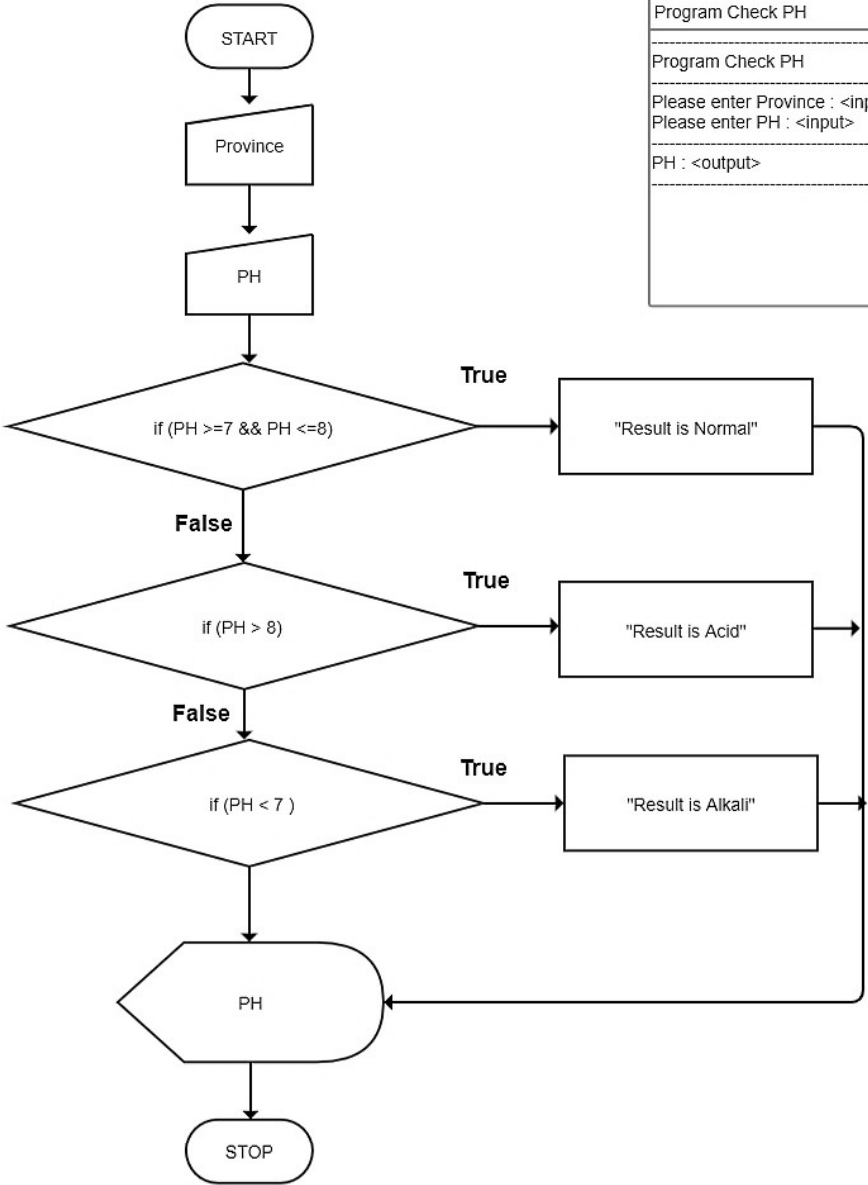 START
Province
PH
if (PH >=7 && PH <=8)
True
"Result is Normal"
False
if (PH > 8)
True
"Result is Acid"
False
if (PH < 7 )
True
"Result is Alkali"
PH
STOP
Program Check PH
Program Check PH
Please enter Province :
Please enter PH : <input>
PH : <output>